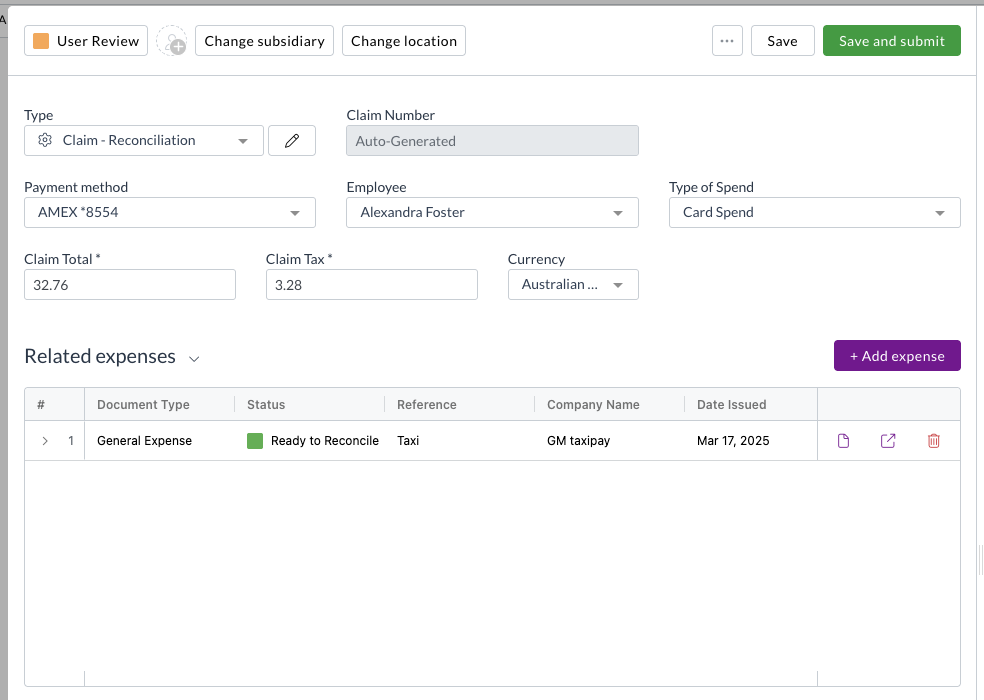 A
User Review
Change subsidiary
Change location
...
Save
Save and submit
Type
Claim Number
Claim - Reconciliation
Auto-Generated
Payment method
Employee
Type of Spend
AMEX *8554
Alexandra Foster
Card Spend
Claim Total *
Claim Tax *
Currency
32.76
3.28
Australian ...
Related expenses
+ Add expense
# Document Type Status Reference Company Name Date Issued
1 General Expense Ready to Reconcile Taxi GM taxipay Mar 17, 2025